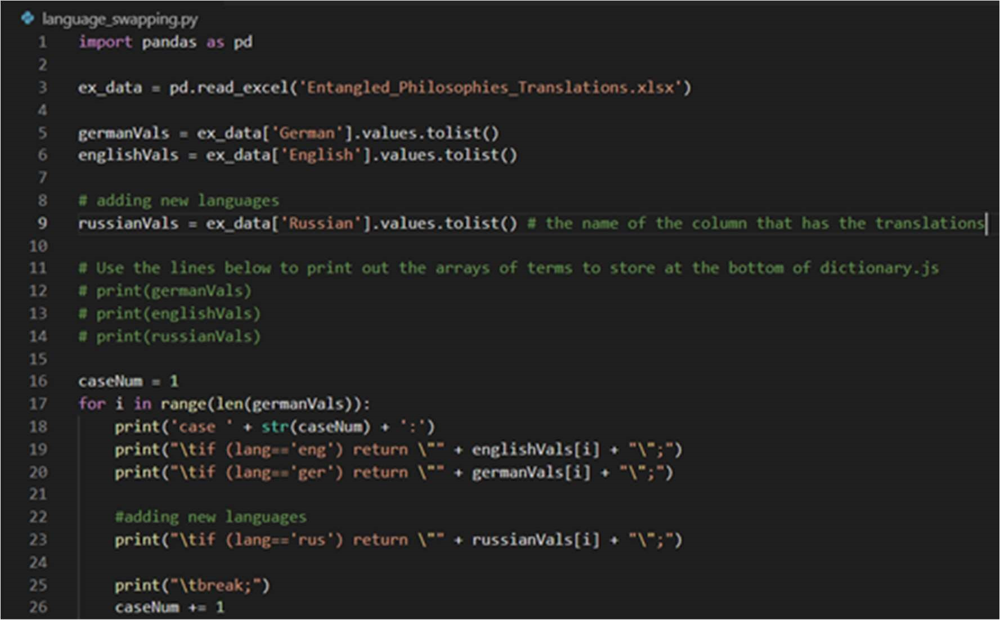 language_swapping.py
1 import pandas as pd
2
3 ex_data = pd.read_excel('Entangled_Philosophies_Translations.xlsx')
4
5 germanVals = ex_data['German'].values.tolist()
6 englishVals = ex_data['English'].values.tolist()
7
8 # adding new languages
9 russianVals = ex_data['Russian'].values.tolist() # the name of the column that has the translations
10
11 # Use the lines below to print out the arrays of terms to store at the bottom of dictionary.js
12 # print(germanVals)
13 # print(englishVals)
14 # print(russianVals)
15
16 caseNum = 1
17 for i in range(len(germanVals)):
18     print('case ' + str(caseNum) + ':')
19     print("\tif (lang=='eng') return \"" + englishVals[i] + "\";")
20     print("\tif (lang=='ger') return \"" + germanVals[i] + "\";")
21
22     #adding new languages
23     print("\tif (lang=='rus') return \"" + russianVals[i] + "\";")
24
25     print("\tbreak;")
26     caseNum += 1